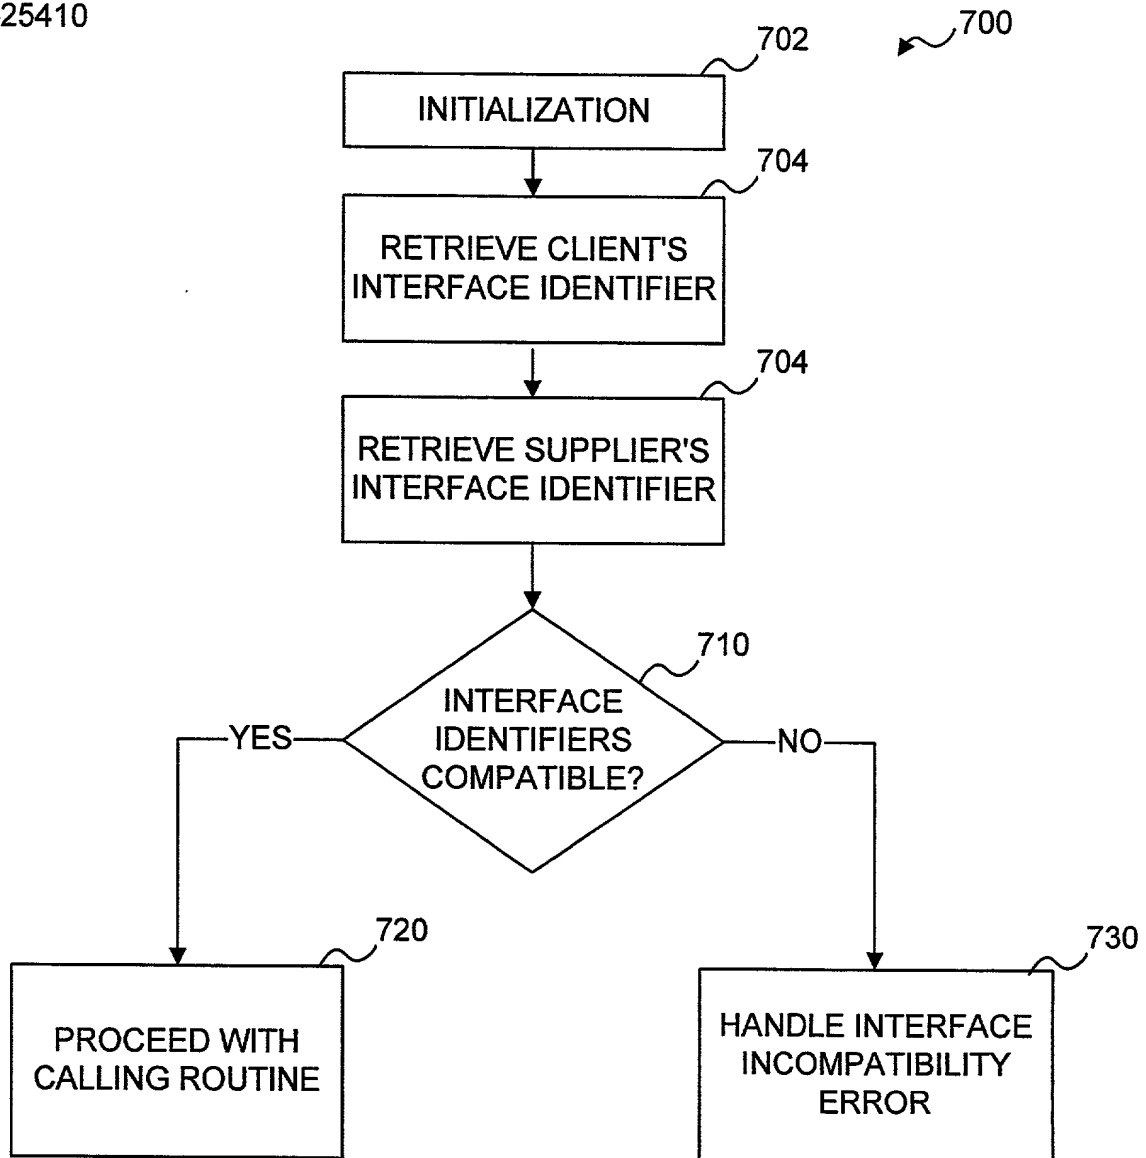 25410
700
702
INITIALIZATION
704
RETRIEVE CLIENT'S
INTERFACE IDENTIFIER
704
RETRIEVE SUPPLIER'S
INTERFACE IDENTIFIER
710
INTERFACE
IDENTIFIERS
COMPATIBLE?
YES
NO
720
PROCEED WITH
CALLING ROUTINE
730
HANDLE INTERFACE
INCOMPATIBILITY
ERROR